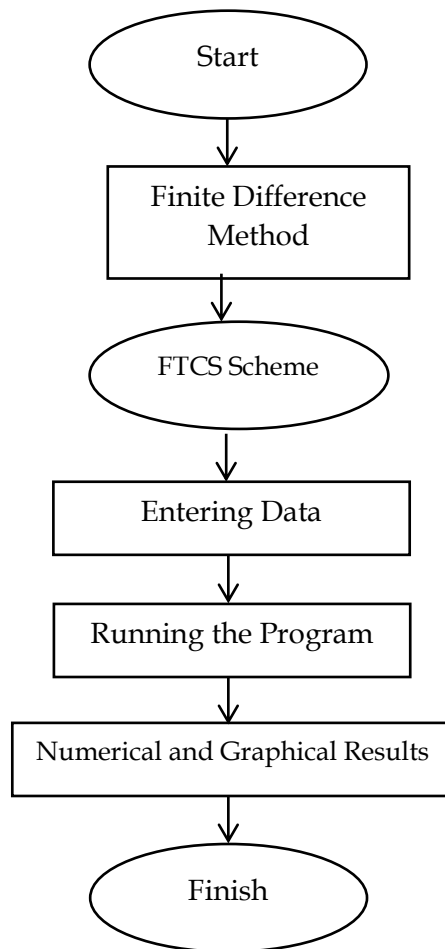 Start
Finite Difference
Method
FTCS Scheme
Entering Data
Running the Program
Numerical and Graphical Results
Finish